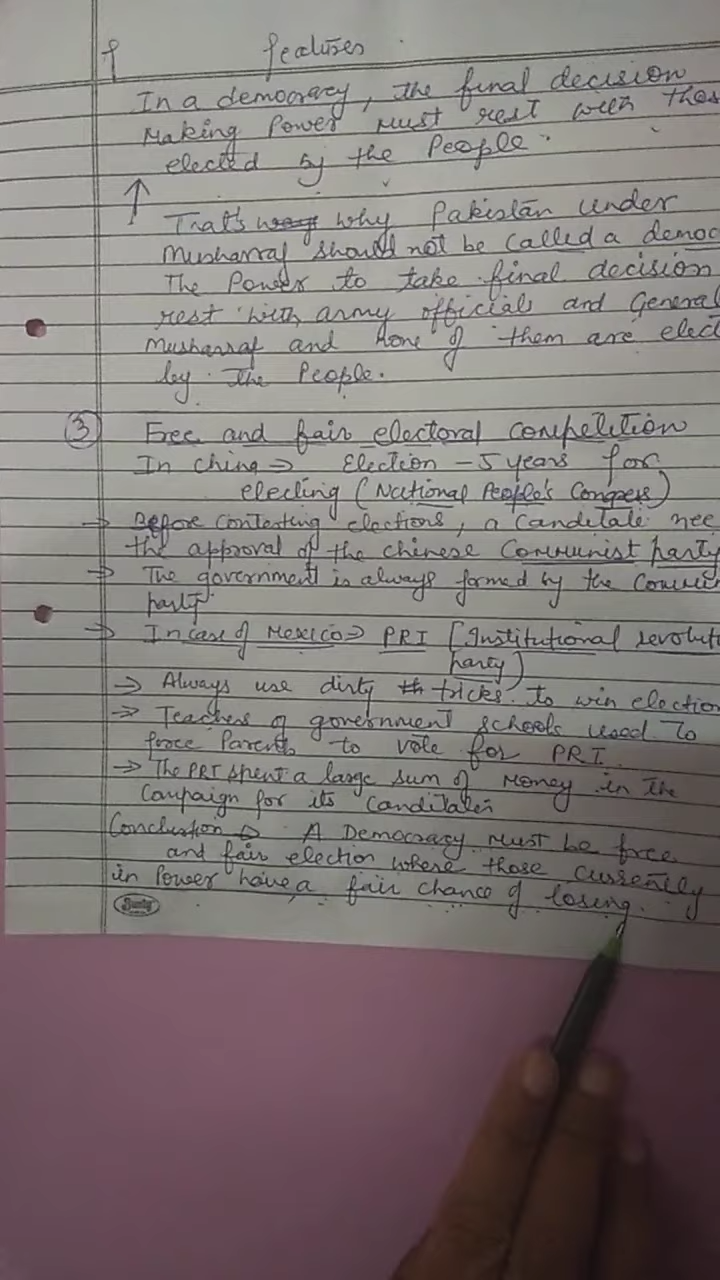 features
In a democracy, the final decision
Making Power Must rest with thos
elected by the People.
That's why Pakistan under
Musharraf should not be called a democ
The Power to take final decision
rest with army officials and General
Musharraf and None of them are elect
by The People.
③ Free and fair electoral competition
In China ⇒ Election - 5 years for
electing (National People's Congress)
→ Before contesting elections, a Canditate nee
the approval of the chinese Communist party
→ The government is always formed by the Commu
party.
→ In case of Mexico ⇒ PRI [Institutional revolut
party]
→ Always use dirty tricks to win election
→ Teachers of government schools used To
force Parents to vote for PRI.
→ The PRI spent a large sum of Money in The
Campaign for its Canditates
Conclusion ⇒ A Democracy Must be free
and fair election where those currently
in Power have a fair chance of losing.